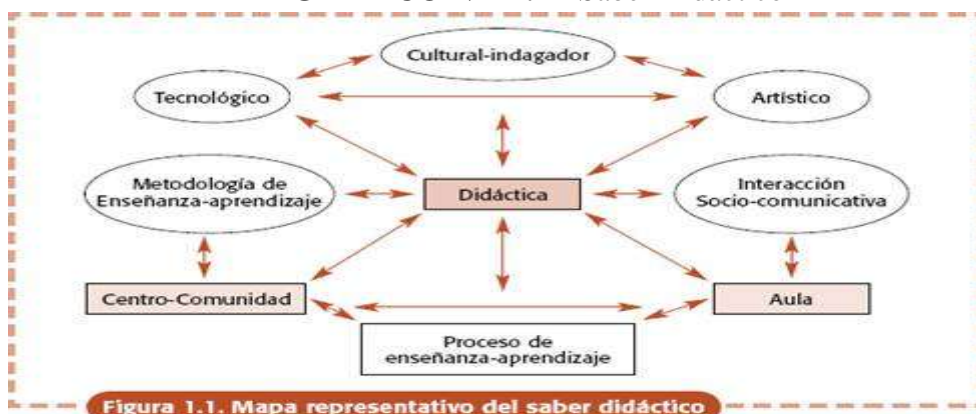 Cultural-indagador
Tecnológico
Artístico
Metodología de
Enseñanza-aprendizaje
Didáctica
Interacción
Socio-comunicativa
Centro-Comunidad
Aula
Proceso de
enseñanza-aprendizaje
Figura 1.1. Mapa representativo del saber didáctico